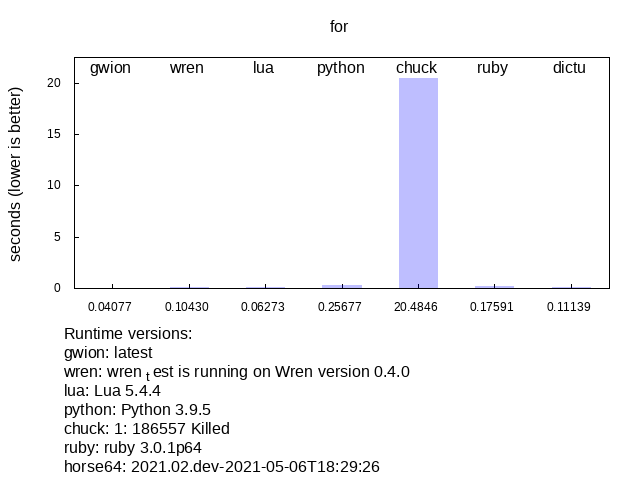 for
gwion wren lua python chuck ruby dictu
seconds (lower is better)
20
15
10
5
0
0.04077 0.10430 0.06273 0.25677 20.4846 0.17591 0.11139
Runtime versions:
gwion: latest
wren: wren test is running on Wren version 0.4.0
lua: Lua 5.4.4
python: Python 3.9.5
chuck: 1: 186557 Killed
ruby: ruby 3.0.1p64
horse64: 2021.02.dev-2021-05-06T18:29:26